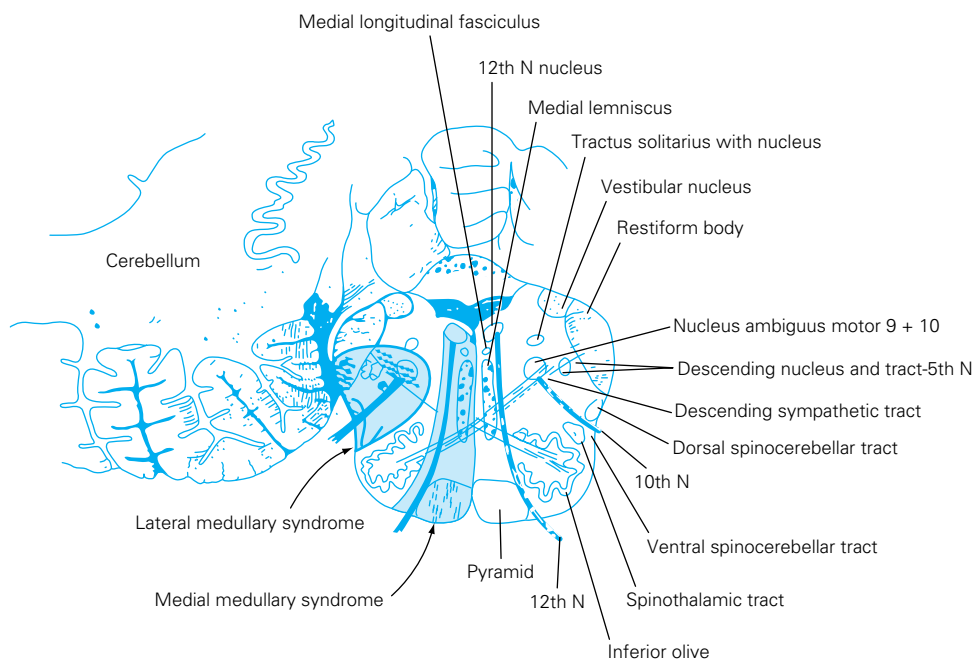 Medial longitudinal fasciculus
12th N nucleus
Medial lemniscus
Tractus solitarius with nucleus
Vestibular nucleus
Restiform body
Cerebellum
Nucleus ambiguus motor 9 + 10
Descending nucleus and tract-5th N
Descending sympathetic tract
Dorsal spinocerebellar tract
10th N
Lateral medullary syndrome
Ventral spinocerebellar tract
Pyramid
Medial medullary syndrome
12th N
Spinothalamic tract
Inferior olive